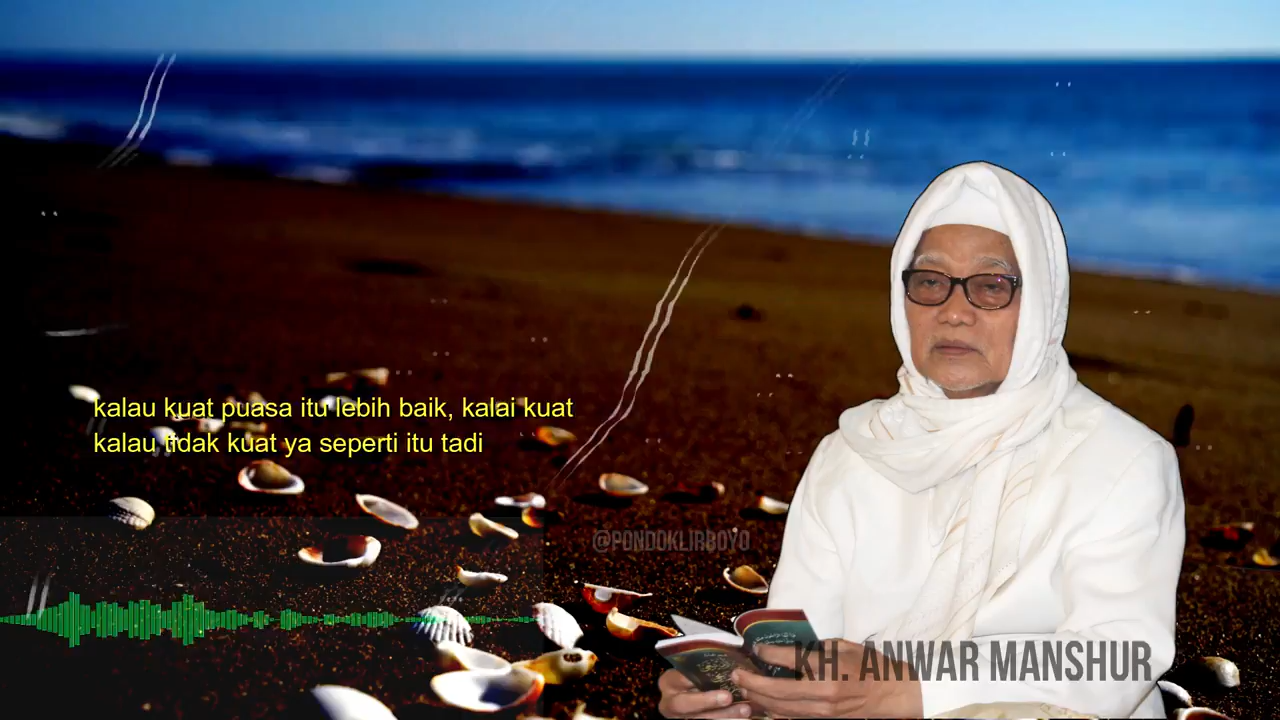 kalau kuat puasa itu lebih baik, kalai kuat
kalau tidak kuat ya seperti itu tadi
@PONDOKLIRBOYO
KH. ANWAR MANSHUR